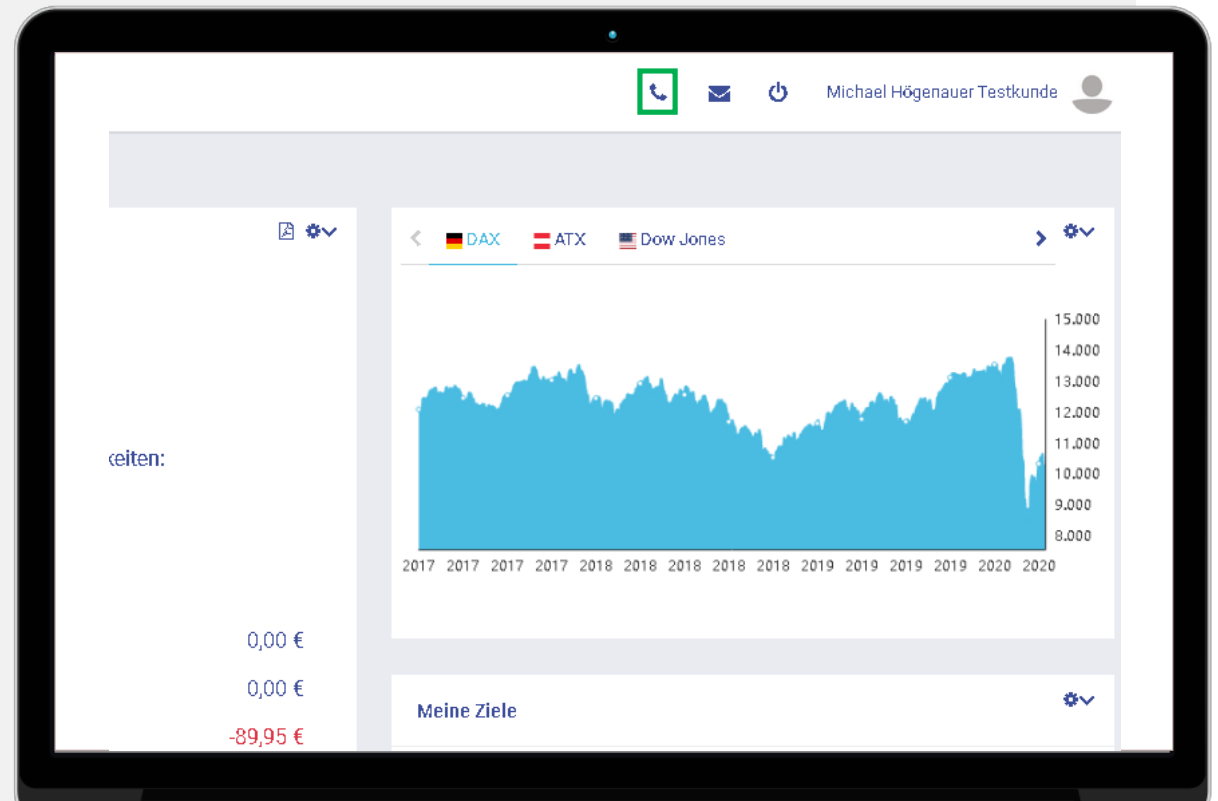 Michael Högenauer Testkunde
DAX ATX Dow Jones
15.000
14.000
13.000
12.000
11.000
10.000
9.000
8.000
2017 2017 2017 2017 2018 2018 2018 2018 2018 2019 2019 2019 2019 2020 2020
keiten:
0,00 €
0,00 €
-89,95 €
Meine Ziele